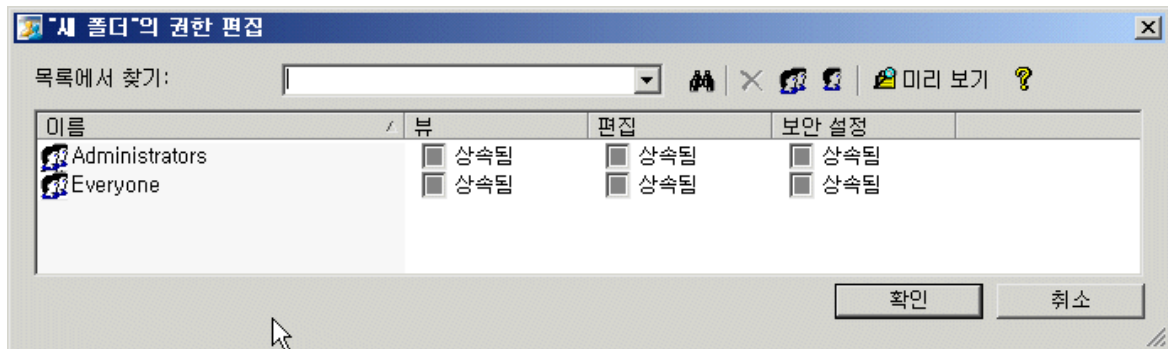 "새 폴더"의 권한 편집
목록에서 찾기: 미리 보기
이름 뷰 편집 보안 설정
Administrators 상속됨 상속됨 상속됨
Everyone 상속됨 상속됨 상속됨
확인 취소